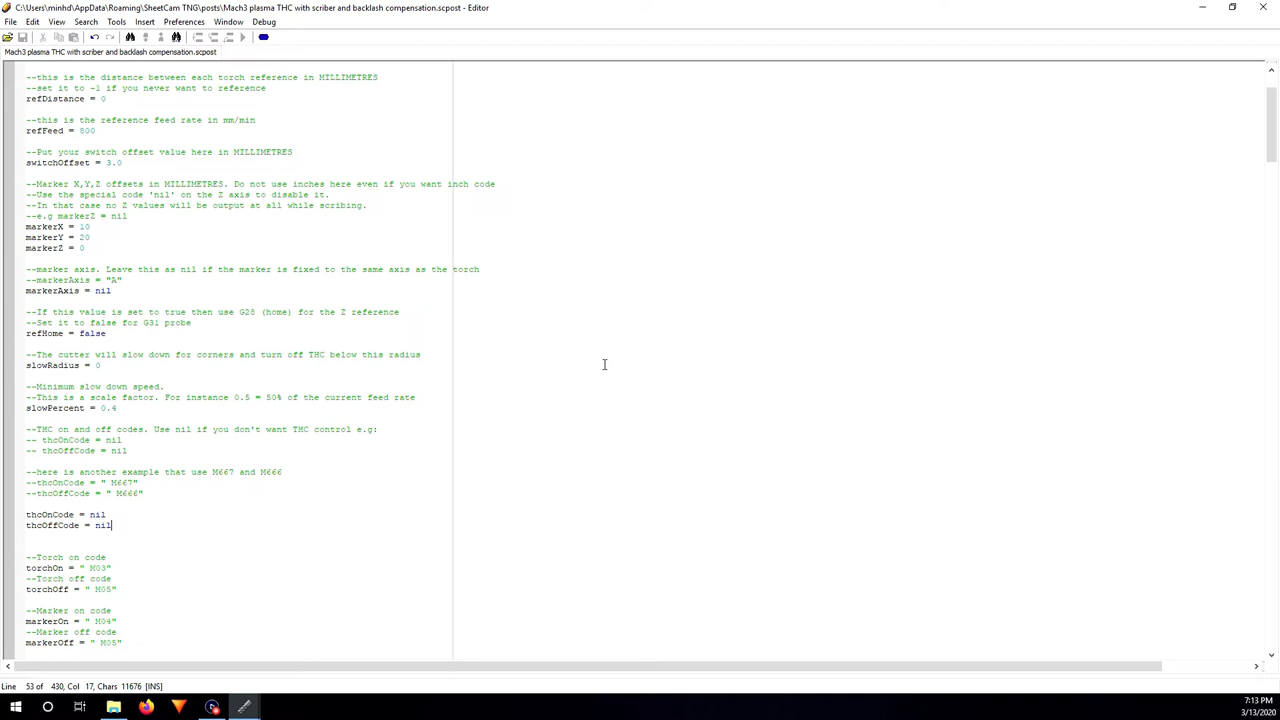 C:\Users\minhd\AppData\Roaming\SheetCam TNG\posts\Mach3 plasma THC with scriber and backlash compensation.scpost - Editor
File Edit View Search Tools Insert Preferences Window Debug
Mach3 plasma THC with scriber and backlash compensation.scpost
--this is the distance between each torch reference in MILLIMETRES
--set it to -1 if you never want to reference
refDistance = 0
--this is the reference feed rate in mm/min
refFeed = 800
--Put your switch offset value here in MILLIMETRES
switchOffset = 3.0
--Marker X,Y,Z offsets in MILLIMETRES. Do not use inches here even if you want inch code
--Use the special code 'nil' on the Z axis to disable it.
--In that case no Z values will be output at all while scribing.
--e.g markerZ = nil
markerX = 10
markerY = 20
markerZ = 0
--marker axis. Leave this as nil if the marker is fixed to the same axis as the torch
--markerAxis = "A"
markerAxis = nil
--If this value is set to true then use G28 (home) for the Z reference
--Set it to false for G31 probe
refHome = false
--The cutter will slow down for corners and turn off THC below this radius
slowRadius = 0
--Minimum slow down speed.
--This is a scale factor. For instance 0.5 = 50% of the current feed rate
slowPercent = 0.4
--THC on and off codes. Use nil if you don't want THC control e.g:
-- thcOnCode = nil
-- thcOffCode = nil
--here is another example that use M667 and M666
--thcOnCode = " M667"
--thcOffCode = " M666"
thcOnCode = nil
thcOffCode = nil
--Torch on code
torchOn = " M03"
--Torch off code
torchOff = " M05"
--Marker on code
markerOn = " M04"
--Marker off code
markerOff = " M05"
Line 53 of 430, Col 17, Chars 11676 [INS]
7:13 PM
3/13/2020